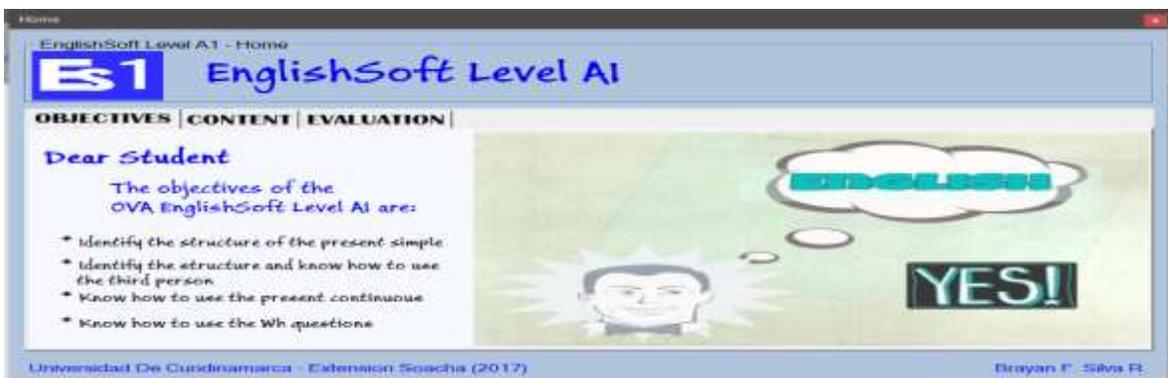 Home
EnglishSoft Level A1 - Home
Es1
EnglishSoft Level A1
OBJECTIVES | CONTENT | EVALUATION |
Dear Student
The objectives of the
OVA EnglishSoft Level A1 are:
* Identify the structure of the present simple
* Identify the structure and know how to use
the third person
* Know how to use the present continuous
* Know how to use the Wh questions
ENGLISH
YES!
Universidad De Cundinamarca - Extension Soacha (2017)
Brayan F. Silva R.